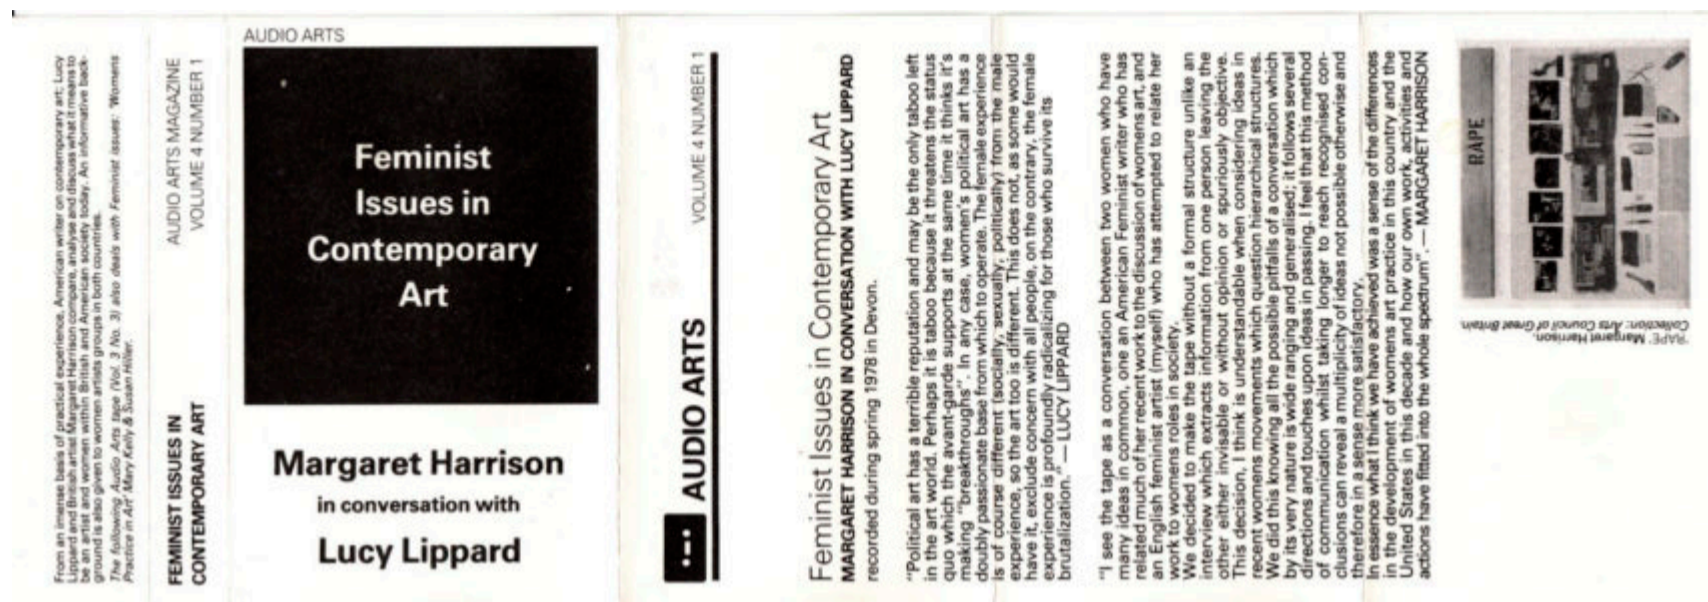 From an imense basis of practical experience, American writer on contemporary art; Lucy
Lippard and British artist Margaret Harrison compare, analyse and discuss what it means to
be an artist and women within British and American society today. An informative back-
ground is also given to women artists groups in both countries.
The following Audio Arts tape (Vol. 3 No. 3) also deals with Feminist issues: 'Womens
Practice in Art' Mary Kelly & Susan Hiller.
FEMINIST ISSUES IN
CONTEMPORARY ART
AUDIO ARTS MAGAZINE
VOLUME 4 NUMBER 1
AUDIO ARTS
Feminist
Issues in
Contemporary
Art
Margaret Harrison
in conversation with
Lucy Lippard
AUDIO ARTS
VOLUME 4 NUMBER 1
Feminist Issues in Contemporary Art
MARGARET HARRISON IN CONVERSATION WITH LUCY LIPPARD
recorded during spring 1978 in Devon.
"Political art has a terrible reputation and may be the only taboo left
in the art world. Perhaps it is taboo because it threatens the status
quo which the avant-garde supports at the same time it thinks it's
making "breakthroughs". In any case, women's political art has a
doubly passionate base from which to operate. The female experience
is of course different (socially, sexually, politically) from the male
experience, so the art too is different. This does not, as some would
have it, exclude concern with all people, on the contrary, the female
experience is profoundly radicalizing for those who survive its
brutalization." — LUCY LIPPARD
"I see the tape as a conversation between two women who have
many ideas in common, one an American Feminist writer who has
related much of her recent work to the discussion of womens art, and
an English feminist artist (myself) who has attempted to relate her
work to womens roles in society.
We decided to make the tape without a formal structure unlike an
interview which extracts information from one person leaving the
other either invisable or without opinion or spuriously objective.
This decision, I think is understandable when considering ideas in
recent womens movements which question hierarchical structures.
We did this knowing all the possible pitfalls of a conversation which
by its very nature is wide ranging and generalised; it follows several
directions and touches upon ideas in passing. I feel that this method
of communication whilst taking longer to reach recognised con-
clusions can reveal a multiplicity of ideas not possible otherwise and
therefore in a sense more satisfactory.
In essence what I think we have achieved was a sense of the differences
in the development of womens art practice in this country and the
United States in this decade and how our own work, activities and
actions have fitted into the whole spectrum". — MARGARET HARRISON
RAPE
'RAPE' Margaret Harrison.
Collection: Arts Council of Great Britain.